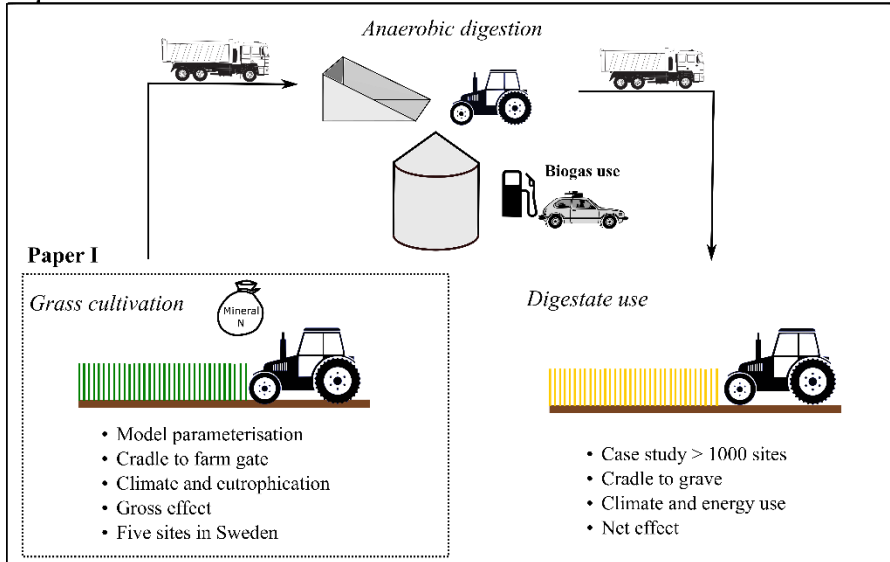 Anaerobic digestion
Biogas use
Paper I
Grass cultivation
Mineral
N
Digestate use
• Model parameterisation
• Cradle to farm gate
• Climate and eutrophication
• Gross effect
• Five sites in Sweden
• Case study > 1000 sites
• Cradle to grave
• Climate and energy use
• Net effect